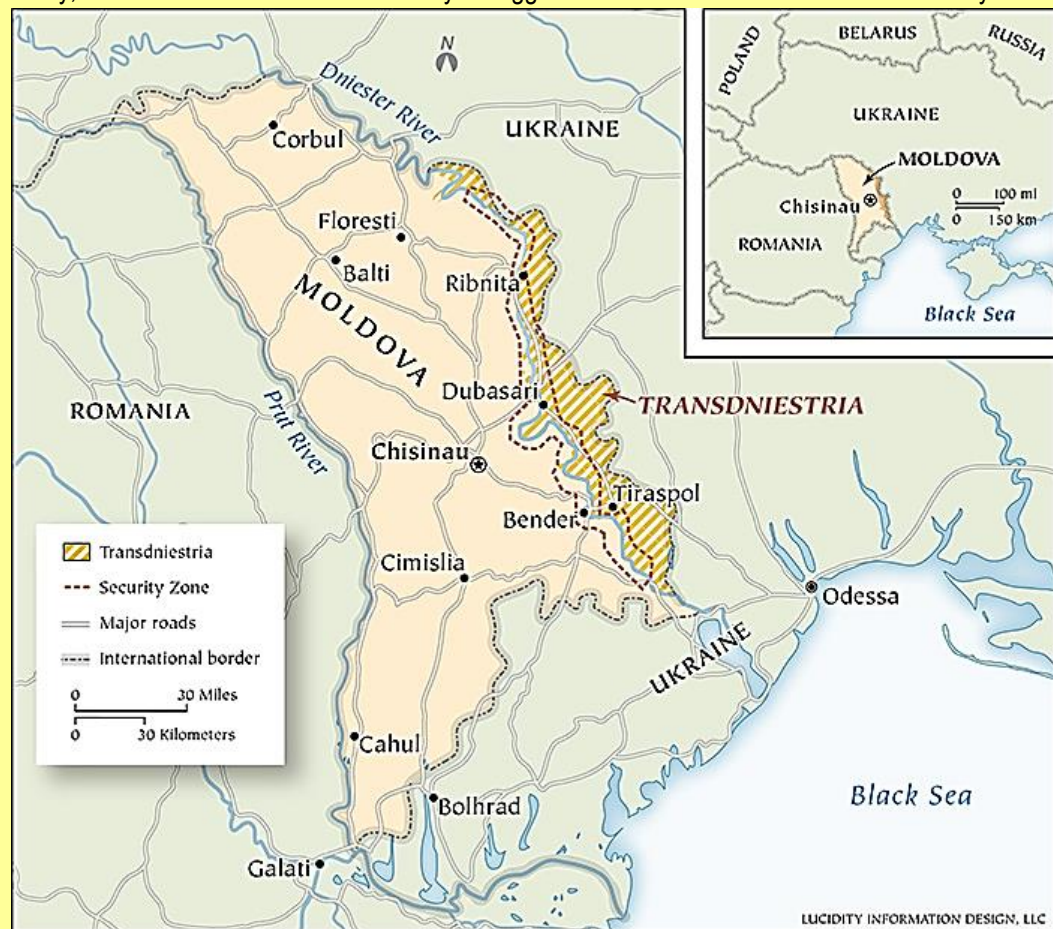 N
Dniester River
UKRAINE
Corbul
Floresti
Balti
Ribnita
MOLDOVA
Dubasari
ROMANIA
Prut River
TRANSDNIESTRIA
Chisinau
Tiraspol
Bender
Cimislia
Odessa
UKRAINE
Cahul
Bolhrad
Black Sea
Galati
Transdniestria
Security Zone
Major roads
International border
0 30 Miles
0 30 Kilometers
POLAND
BELARUS
RUSSIA
UKRAINE
MOLDOVA
Chisinau
0 100 mi
0 150 km
ROMANIA
Black Sea
LUCIDITY INFORMATION DESIGN, LLC